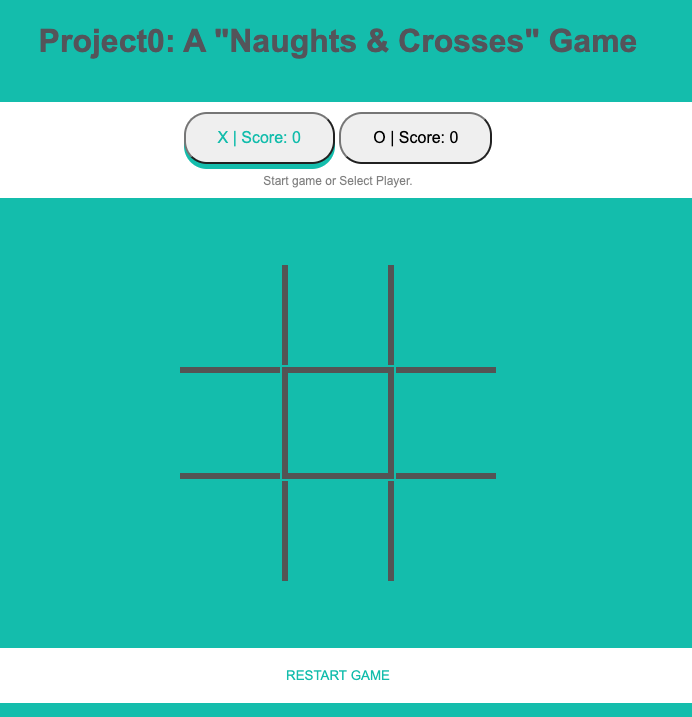 Project0: A "Naughts & Crosses" Game
X | Score: 0 O | Score: 0
Start game or Select Player.
RESTART GAME